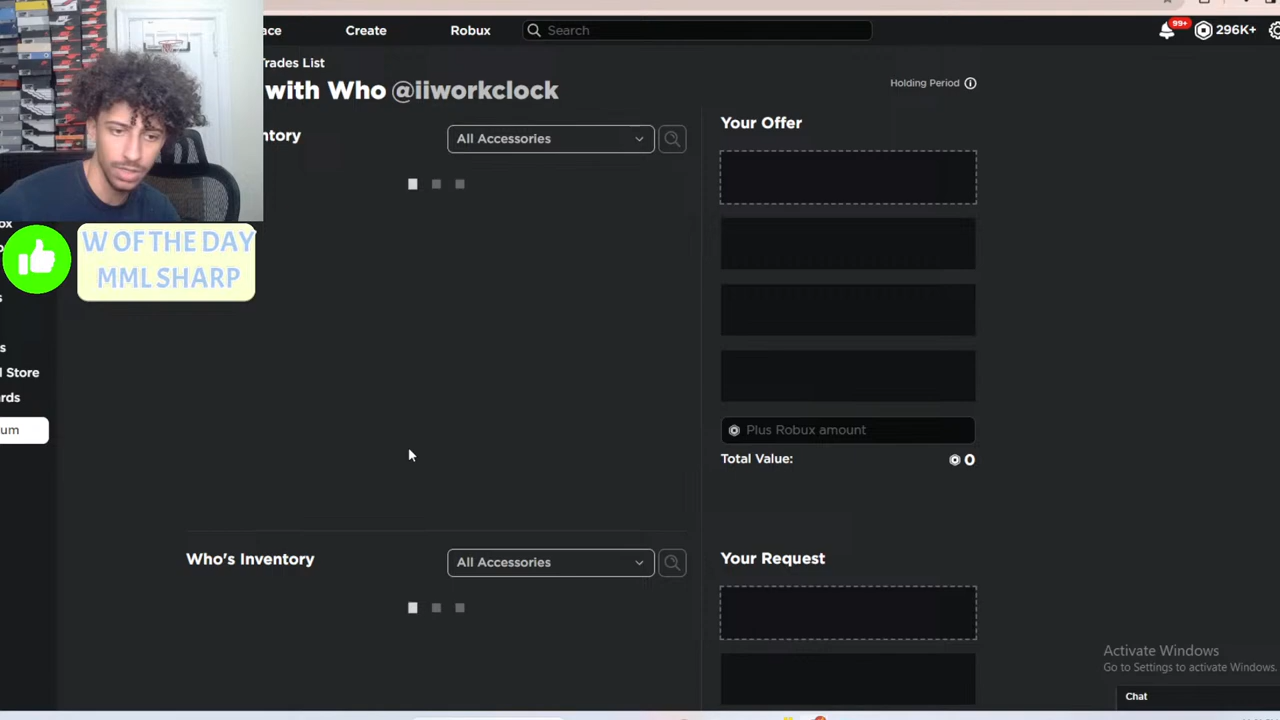 ace
Create
Robux
Search
99+
296K+
Trades List
with Who @iiworkclock
Holding Period
ntory
All Accessories
Your Offer
ox
W OF THE DAY
MML SHARP
s
s
l Store
rds
um
Plus Robux amount
Total Value:
0
Who's Inventory
All Accessories
Your Request
Activate Windows
Go to Settings to activate Windows.
Chat